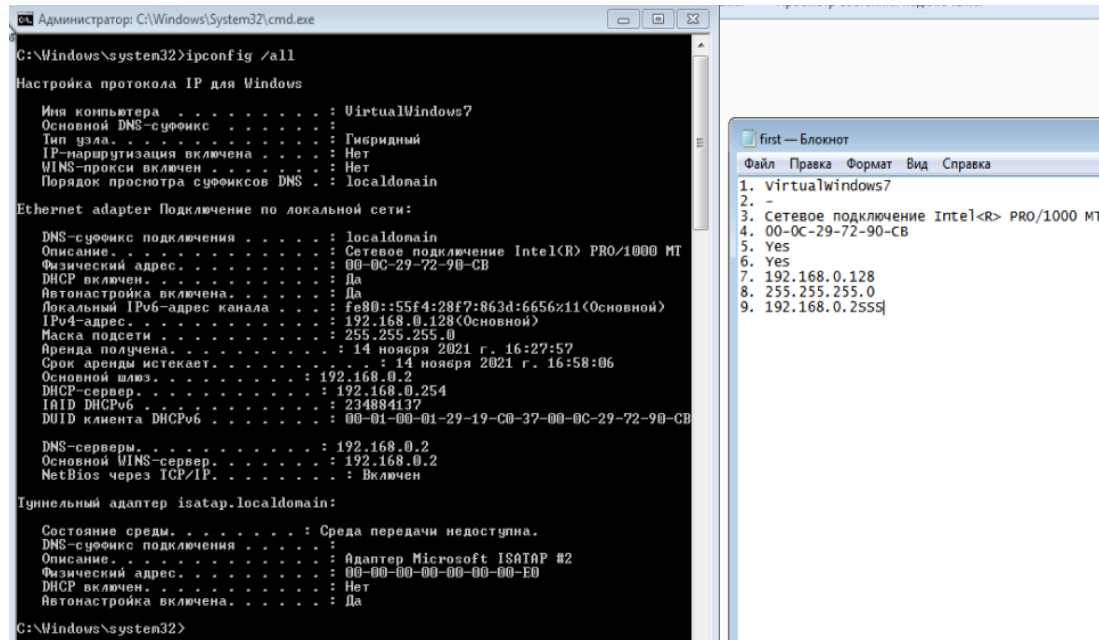 Администратор: C:\Windows\System32\cmd.exe
C:\Windows\system32>ipconfig /all
Настройка протокола IP для Windows
Имя компьютера . . . . . . . . . : VirtualWindows7
Основной DNS-суффикс . . . . . . :
Тип узла. . . . . . . . . . . . . : Гибридный
IP-маршрутизация включена . . . . : Нет
WINS-прокси включен . . . . . . . : Нет
Порядок просмотра суффиксов DNS . : localdomain
Ethernet adapter Подключение по локальной сети:
DNS-суффикс подключения . . . . . : localdomain
Описание. . . . . . . . . . . . . : Сетевое подключение Intel(R) PRO/1000 MT
Физический адрес. . . . . . . . . : 00-0C-29-72-90-CB
DHCP включен. . . . . . . . . . . : Да
Автонастройка включена. . . . . . : Да
Локальный IPv6-адрес канала . . . : fe80::55f4:28f7:863d:6656%11(Основной)
IPv4-адрес. . . . . . . . . . . . : 192.168.0.128(Основной)
Маска подсети . . . . . . . . . . : 255.255.255.0
Аренда получена. . . . . . . . . . : 14 ноября 2021 г. 16:27:57
Срок аренды истекает. . . . . . . . . . : 14 ноября 2021 г. 16:58:06
Основной шлюз. . . . . . . . . : 192.168.0.2
DHCP-сервер. . . . . . . . . . . : 192.168.0.254
IAID DHCPv6 . . . . . . . . . . . : 234884137
DUID клиента DHCPv6 . . . . . . . : 00-01-00-01-29-19-C0-37-00-0C-29-72-90-CB
DNS-серверы. . . . . . . . . . . : 192.168.0.2
Основной WINS-сервер. . . . . . . : 192.168.0.2
NetBios через TCP/IP. . . . . . . . : Включен
Туннельный адаптер isatap.localdomain:
Состояние среды. . . . . . . . : Среда передачи недоступна.
DNS-суффикс подключения . . . . . :
Описание. . . . . . . . . . . . . : Адаптер Microsoft ISATAP #2
Физический адрес. . . . . . . . . : 00-00-00-00-00-00-00-E0
DHCP включен. . . . . . . . . . . : Нет
Автонастройка включена. . . . . . : Да
C:\Windows\system32>
first — Блокнот
Файл Правка Формат Вид Справка
1. VirtualWindows7
2. -
3. Сетевое подключение Intel<R> PRO/1000 MT
4. 00-0C-29-72-90-CB
5. Yes
6. Yes
7. 192.168.0.128
8. 255.255.255.0
9. 192.168.0.2sss